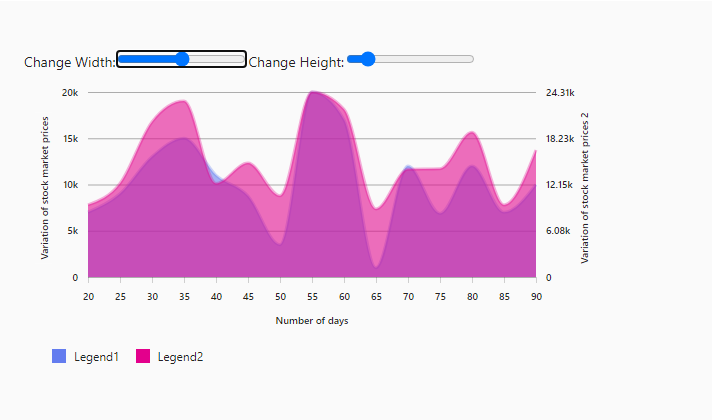 Change Width: Change Height:
20k 24.31k
15k 18.23k
10k 12.15k
5k 6.08k
0 0
Variation of stock market prices
Variation of stock market prices 2
20 25 30 35 40 45 50 55 60 65 70 75 80 85 90
Number of days
Legend1 Legend2